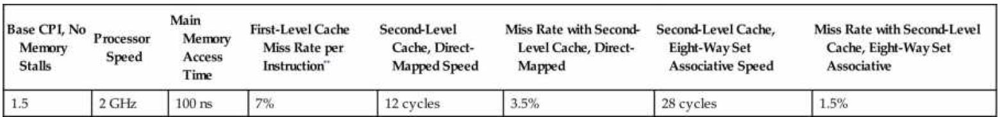 Base CPI, No Memory Stalls
Processor Speed
Main Memory Access Time
First-Level Cache Miss Rate per Instruction**
Second-Level Cache, Direct-Mapped Speed
Miss Rate with Second-Level Cache, Direct-Mapped
Second-Level Cache, Eight-Way Set Associative Speed
Miss Rate with Second-Level Cache, Eight-Way Set Associative
1.5
2 GHz
100 ns
7%
12 cycles
3.5%
28 cycles
1.5%